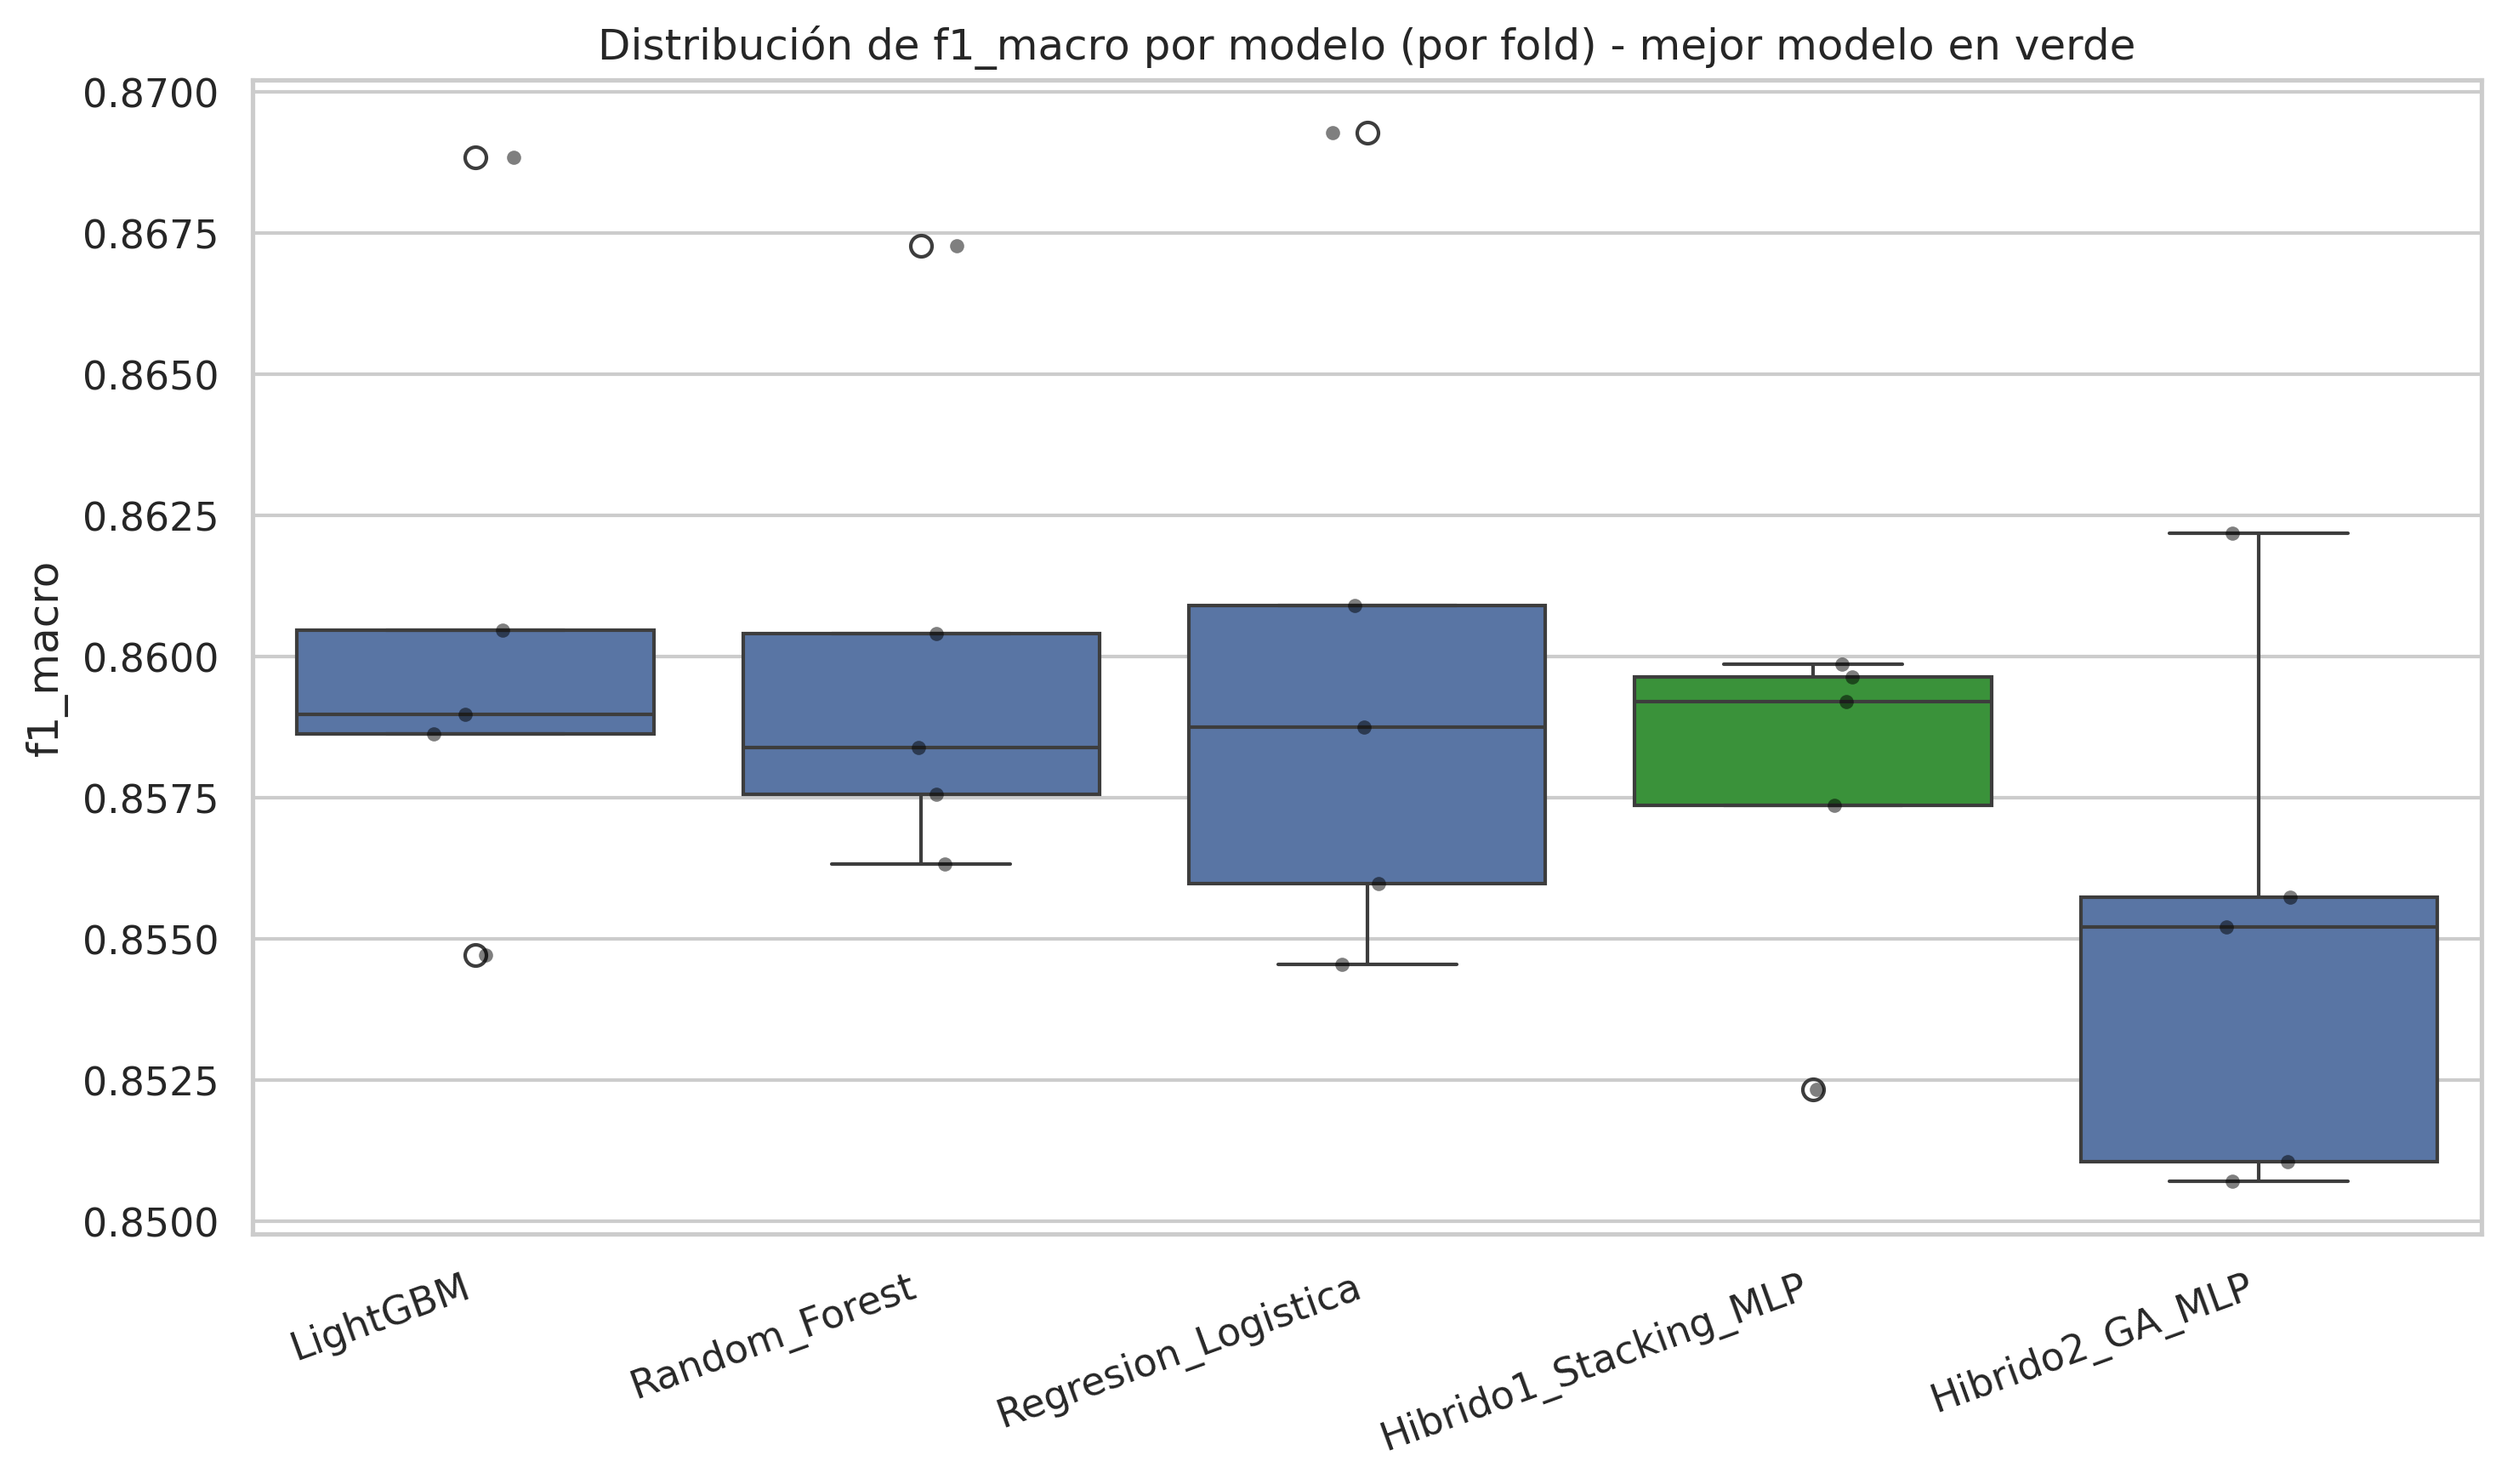 Distribución de f1_macro por modelo (por fold) - mejor modelo en verde
0.8700
0.8675
0.8650
0.8625
0.8600
0.8575
0.8550
0.8525
0.8500
f1_macro
LightGBM
Random_Forest
Regresion_Logistica
Hibrido1_Stacking_MLP
Hibrido2_GA_MLP